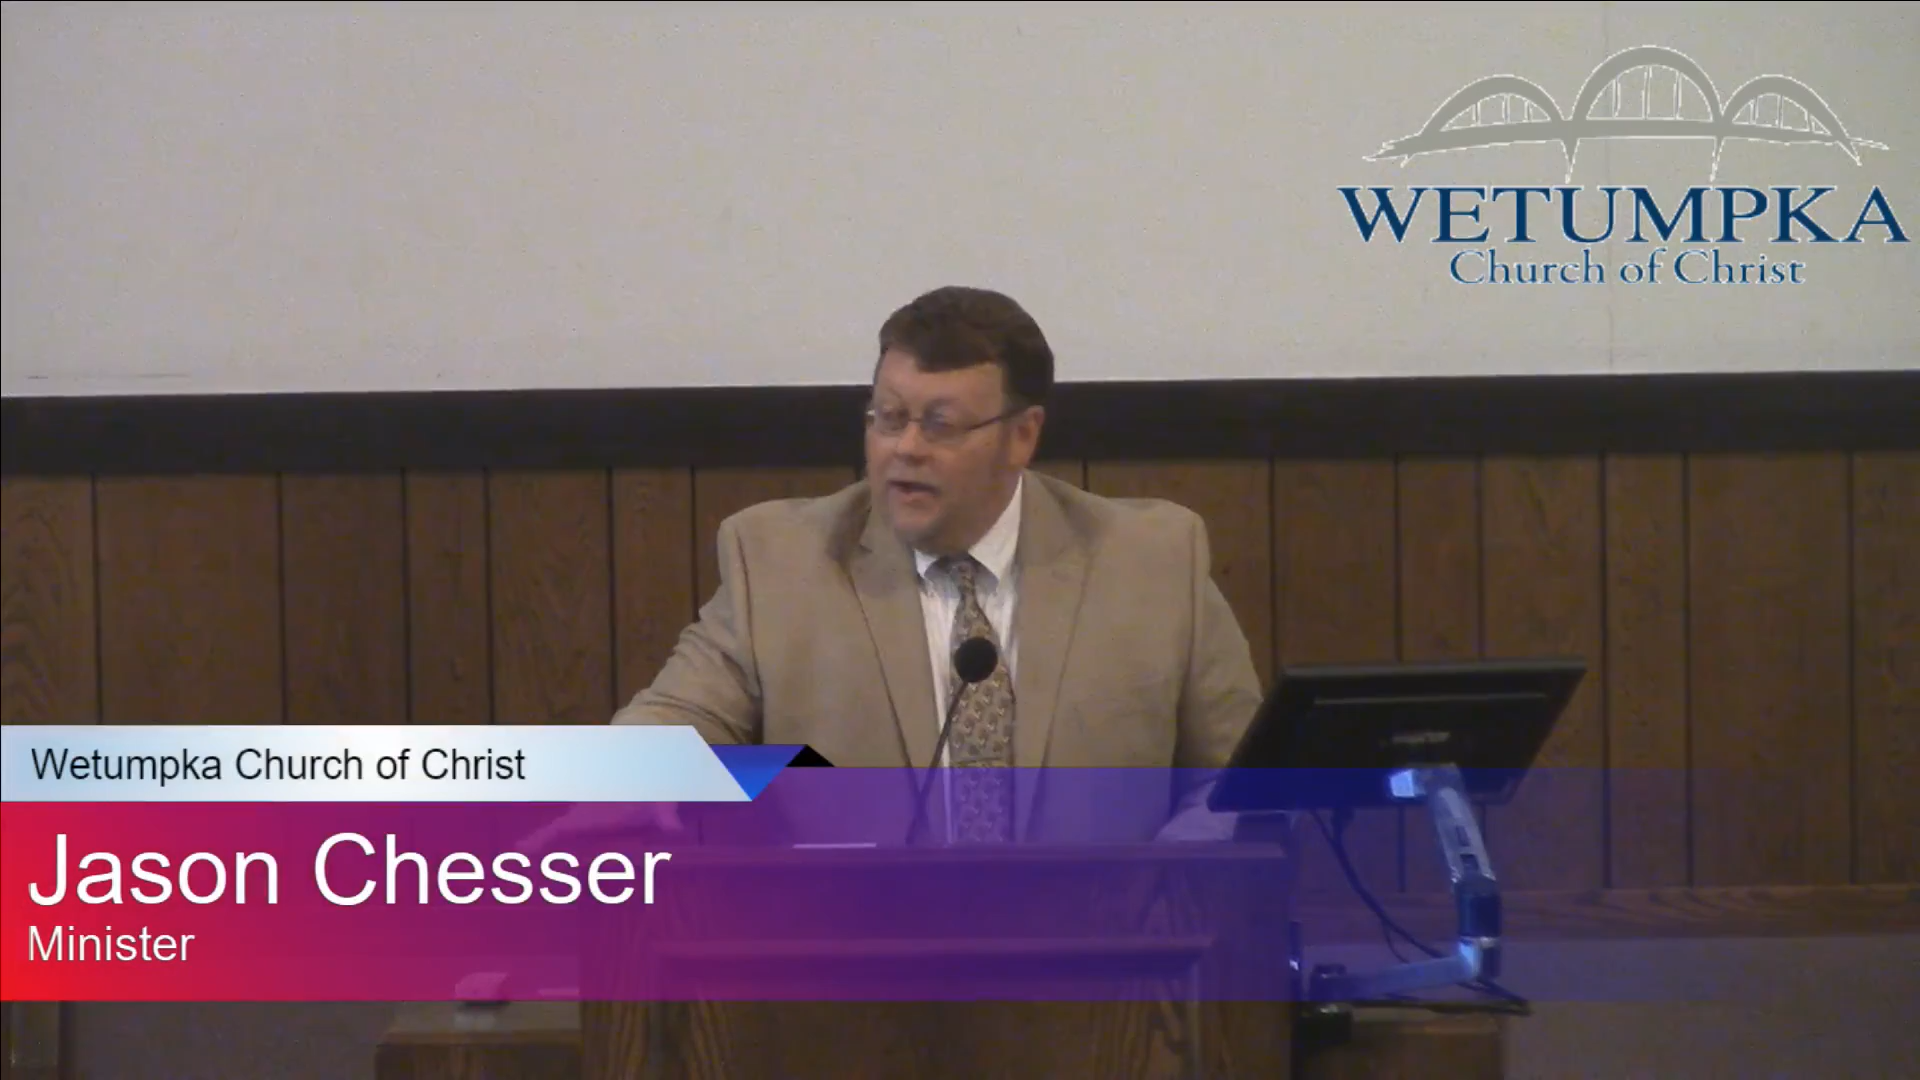 WETUMPKA
Church of Christ
Wetumpka Church of Christ
Jason Chesser
Minister